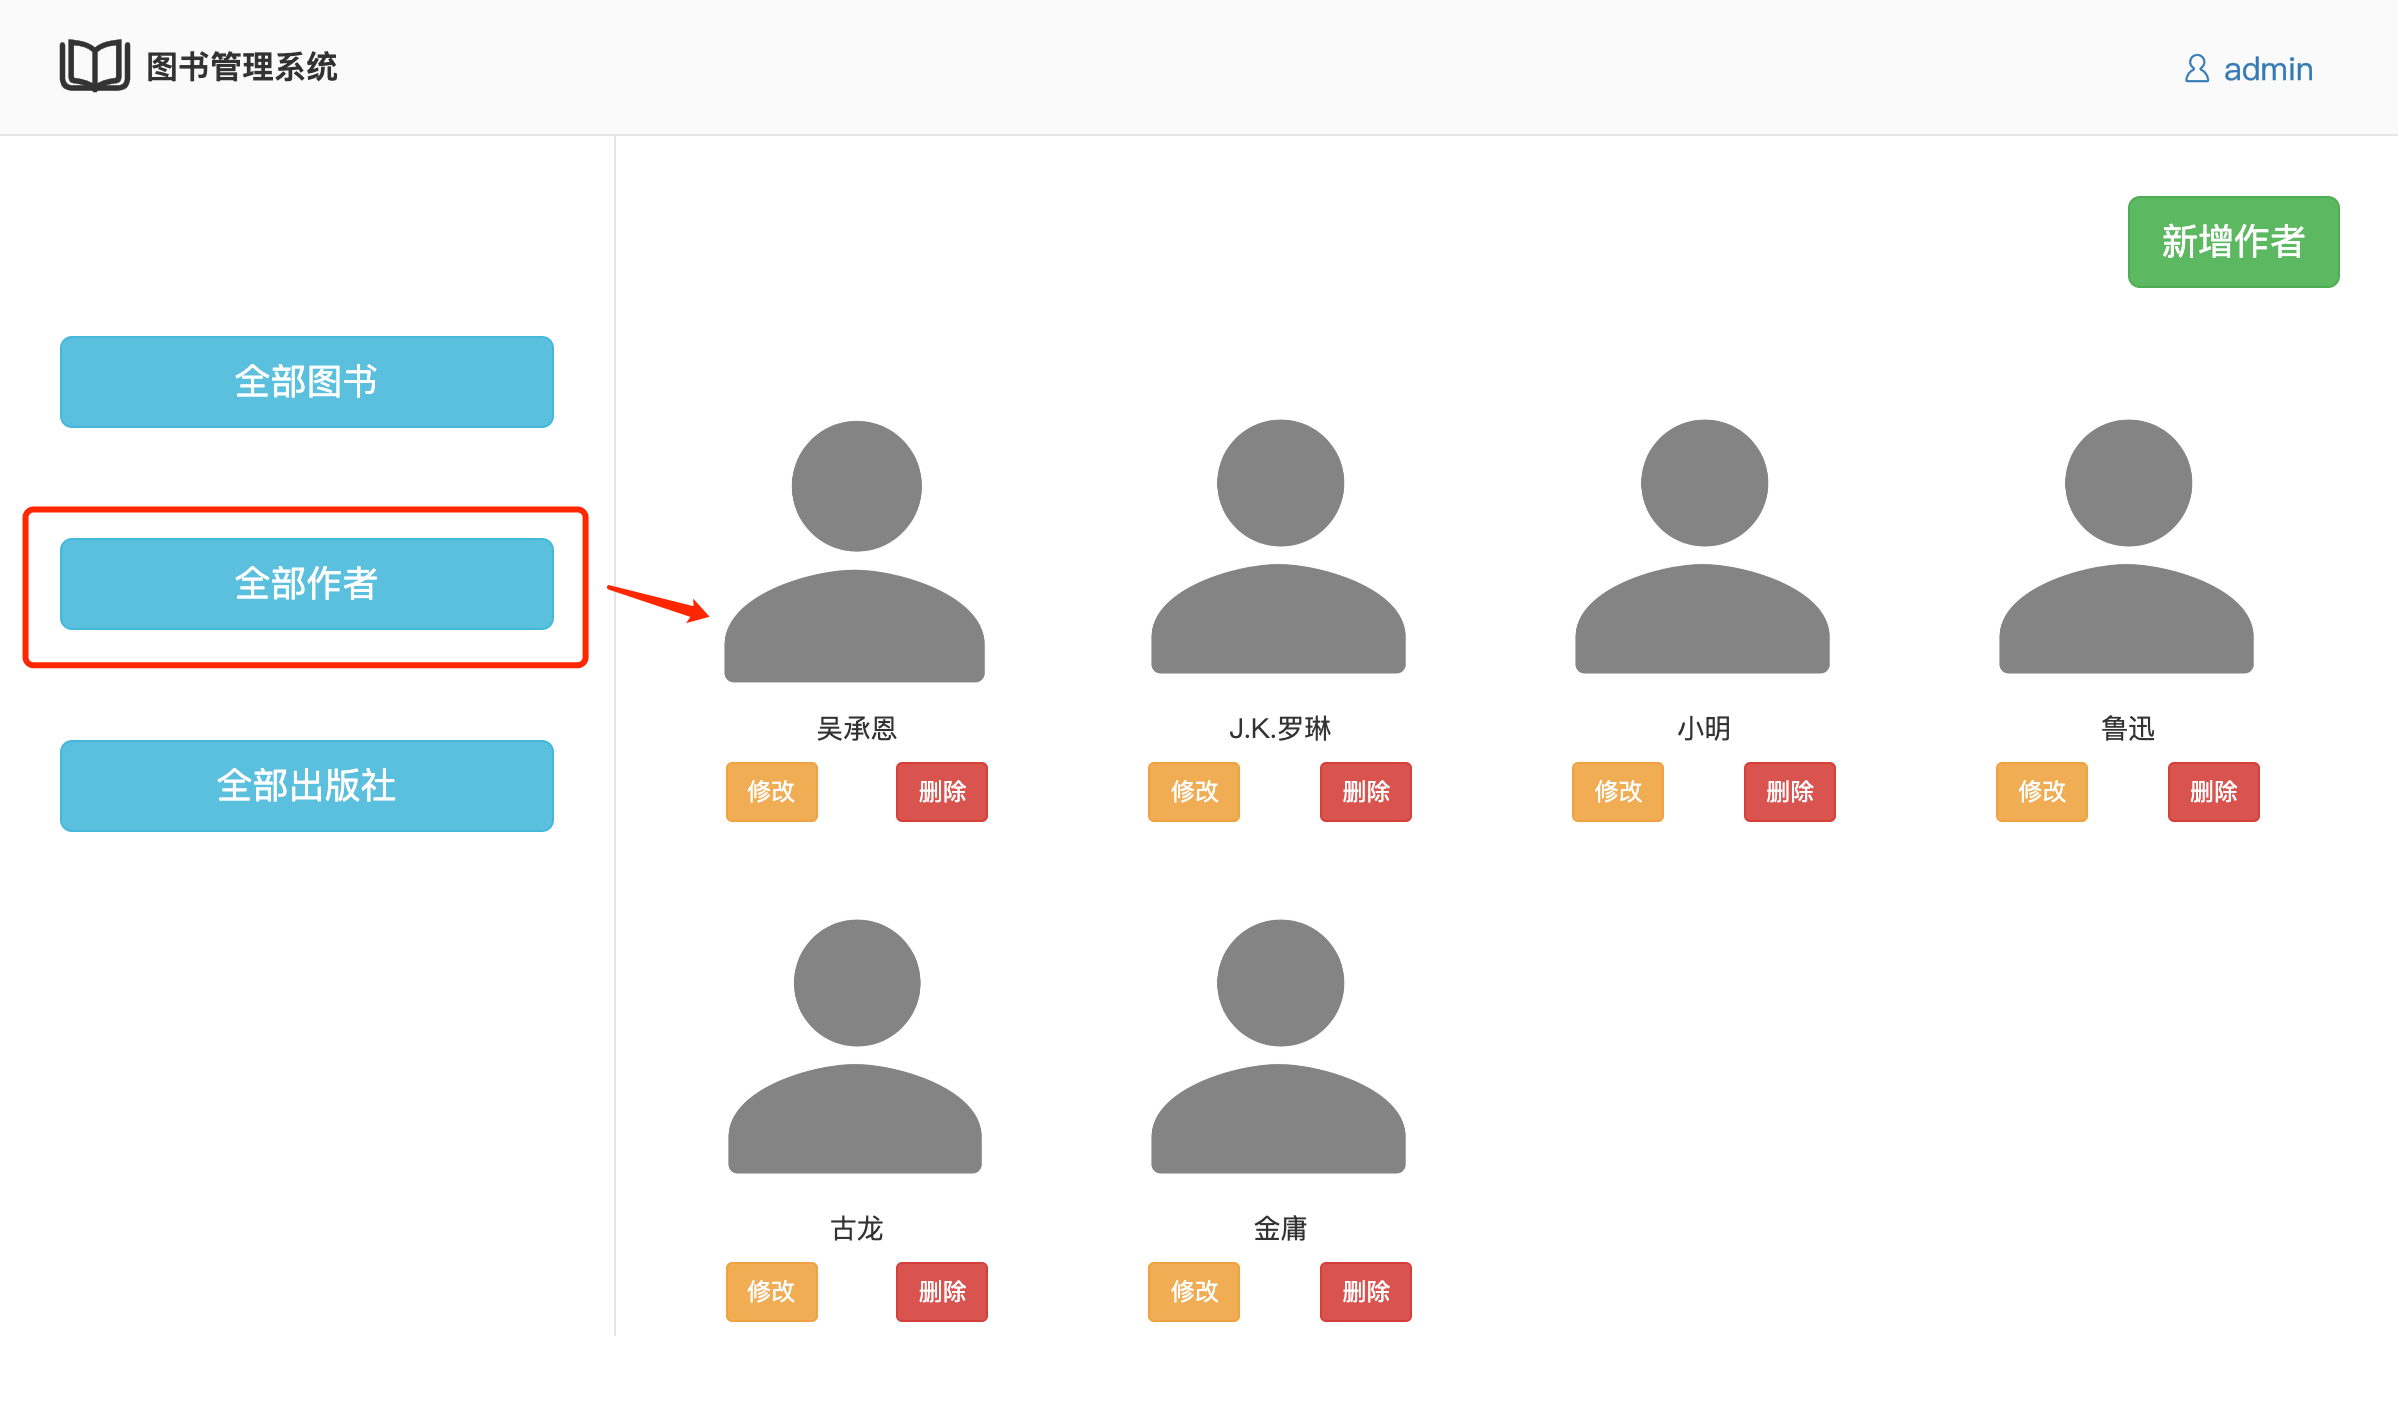 图书管理系统
admin
新增作者
全部图书
全部作者
全部出版社
吴承恩
J.K.罗琳
小明
鲁迅
修改
删除
修改
删除
修改
删除
修改
删除
古龙
金庸
修改
删除
修改
删除